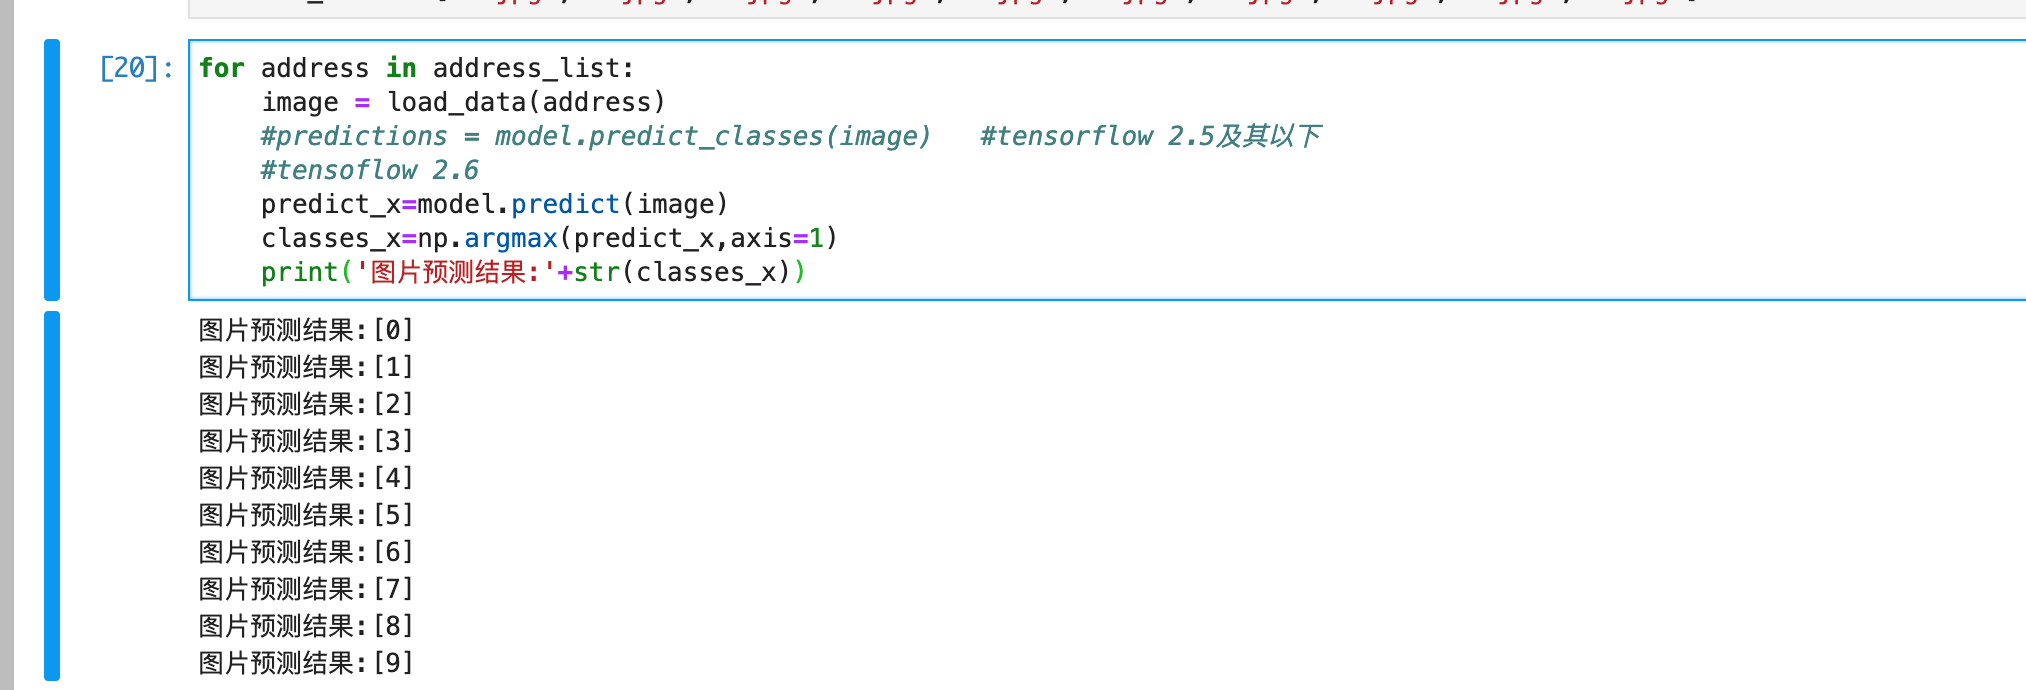 [20]:
for address in address_list:
    image = load_data(address)
    #predictions = model.predict_classes(image)   #tensorflow 2.5及其以下
    #tensoflow 2.6
    predict_x=model.predict(image)
    classes_x=np.argmax(predict_x,axis=1)
    print('图片预测结果:'+str(classes_x))
图片预测结果:[0]
图片预测结果:[1]
图片预测结果:[2]
图片预测结果:[3]
图片预测结果:[4]
图片预测结果:[5]
图片预测结果:[6]
图片预测结果:[7]
图片预测结果:[8]
图片预测结果:[9]